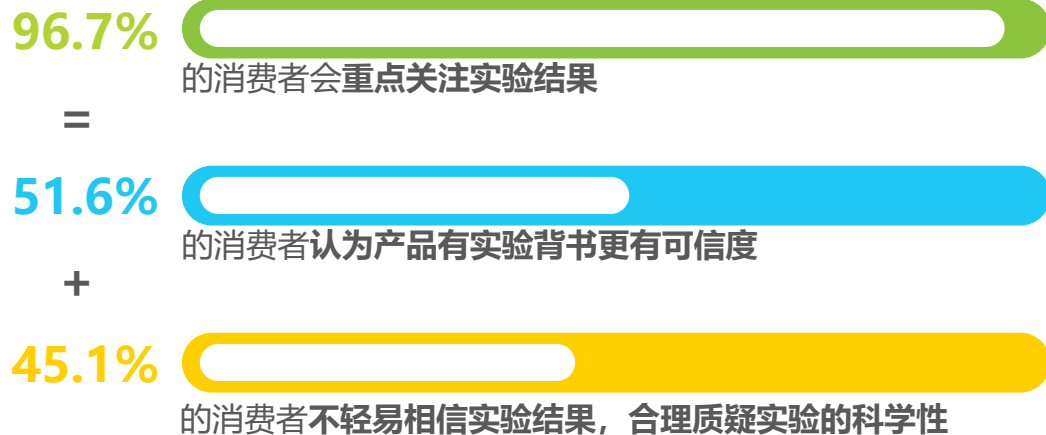 96.7%
的消费者会重点关注实验结果
=
51.6%
的消费者认为产品有实验背书更有可信度
+
45.1%
的消费者不轻易相信实验结果，合理质疑实验的科学性